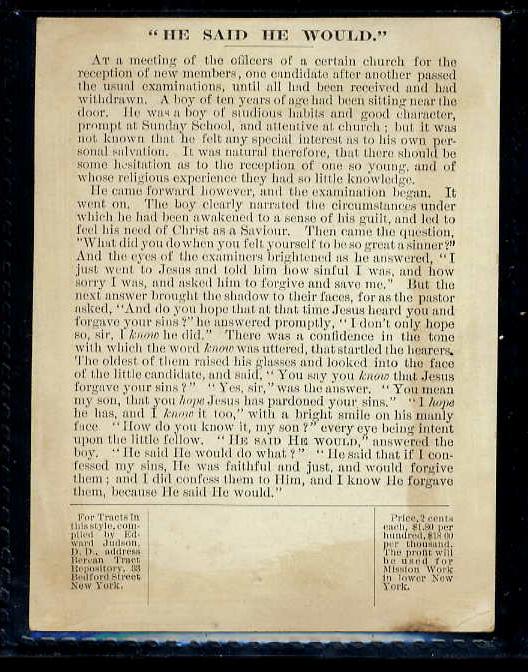 "HE SAID HE WOULD."
At a meeting of the officers of a certain church for the
reception of new members, one candidate after another passed
the usual examinations, until all had been received and had
withdrawn. A boy of ten years of age had been sitting near the
door. He was a boy of studious habits and good character,
prompt at Sunday School, and attentive at church; but it was
not known that he felt any special interest as to his own per-
sonal salvation. It was natural therefore, that there should be
some hesitation as to the reception of one so young, and of
whose religious experience they had so little knowledge.
He came forward however, and the examination began. It
went on. The boy clearly narrated the circumstances under
which he had been awakened to a sense of his guilt, and led to
feel his need of Christ as a Saviour. Then came the question,
"What did you do when you felt yourself to be so great a sinner?"
And the eyes of the examiners brightened as he answered, "I
just went to Jesus and told him how sinful I was, and how
sorry I was, and asked him to forgive and save me." But the
next answer brought the shadow to their faces, for as the pastor
asked, "And do you hope that at that time Jesus heard you and
forgave your sins?" he answered promptly, "I don't only hope
so, sir, I know he did." There was a confidence in the tone
with which the word know was uttered, that startled the hearers.
The oldest of them raised his glasses and looked into the face
of the little candidate, and said, "You say you know that Jesus
forgave your sins?" "Yes, sir," was the answer. "You mean
my son, that you hope Jesus has pardoned your sins." "I hope
he has, and I know it too," with a bright smile on his manly
face. "How do you know it, my son?" every eye being intent
upon the little fellow. "He said He would," answered the
boy. "He said He would do what?" "He said that if I con-
fessed my sins, He was faithful and just, and would forgive
them; and I did confess them to Him, and I know He forgave
them, because He said He would."
For Tracts in
this style, com-
piled by Ed-
ward Judson,
D. D., address
Berean Tract
Repository, 33
Bedford Street
New York.
Price, 2 cents
each, $1.80 per
hundred, $18 00
per thousand.
The profit will
be used for
Mission Work
in lower New
York.